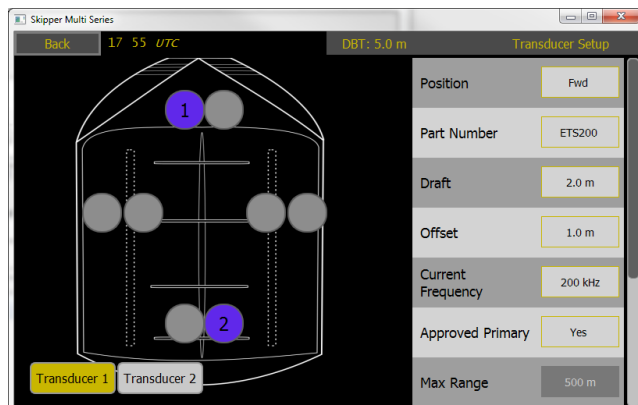 Skipper Multi Series
Back
17 55 UTC
DBT: 5.0 m
Transducer Setup
1
2
Transducer 1
Transducer 2
Position
Fwd
Part Number
ETS200
Draft
2.0 m
Offset
1.0 m
Current
Frequency
200 kHz
Approved Primary
Yes
Max Range
500 m